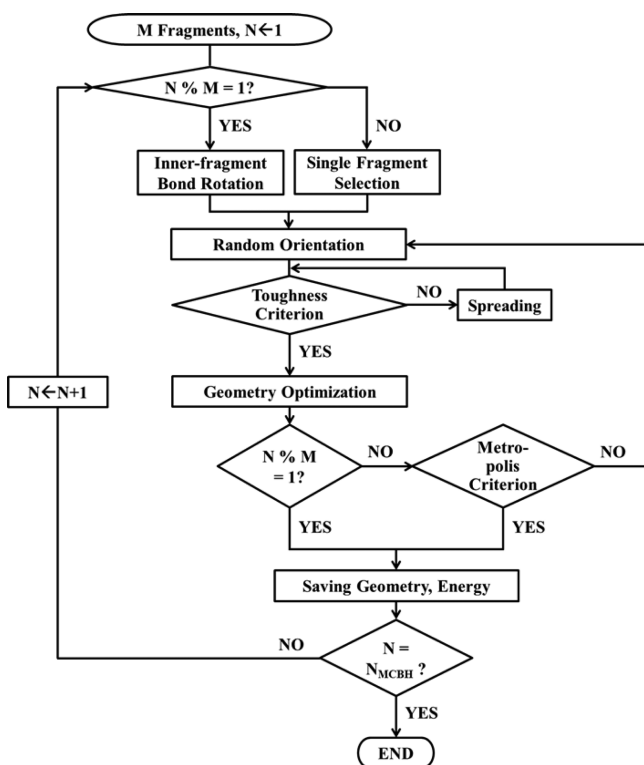 M Fragments, N←1
N % M = 1?
YES
NO
Inner-fragment
Bond Rotation
Single Fragment
Selection
Random Orientation
Toughness
Criterion
NO
Spreading
YES
N←N+1
Geometry Optimization
N % M
= 1?
NO
Metro-
polis
Criterion
NO
YES
YES
Saving Geometry, Energy
NO
N =
NMCBH ?
YES
END